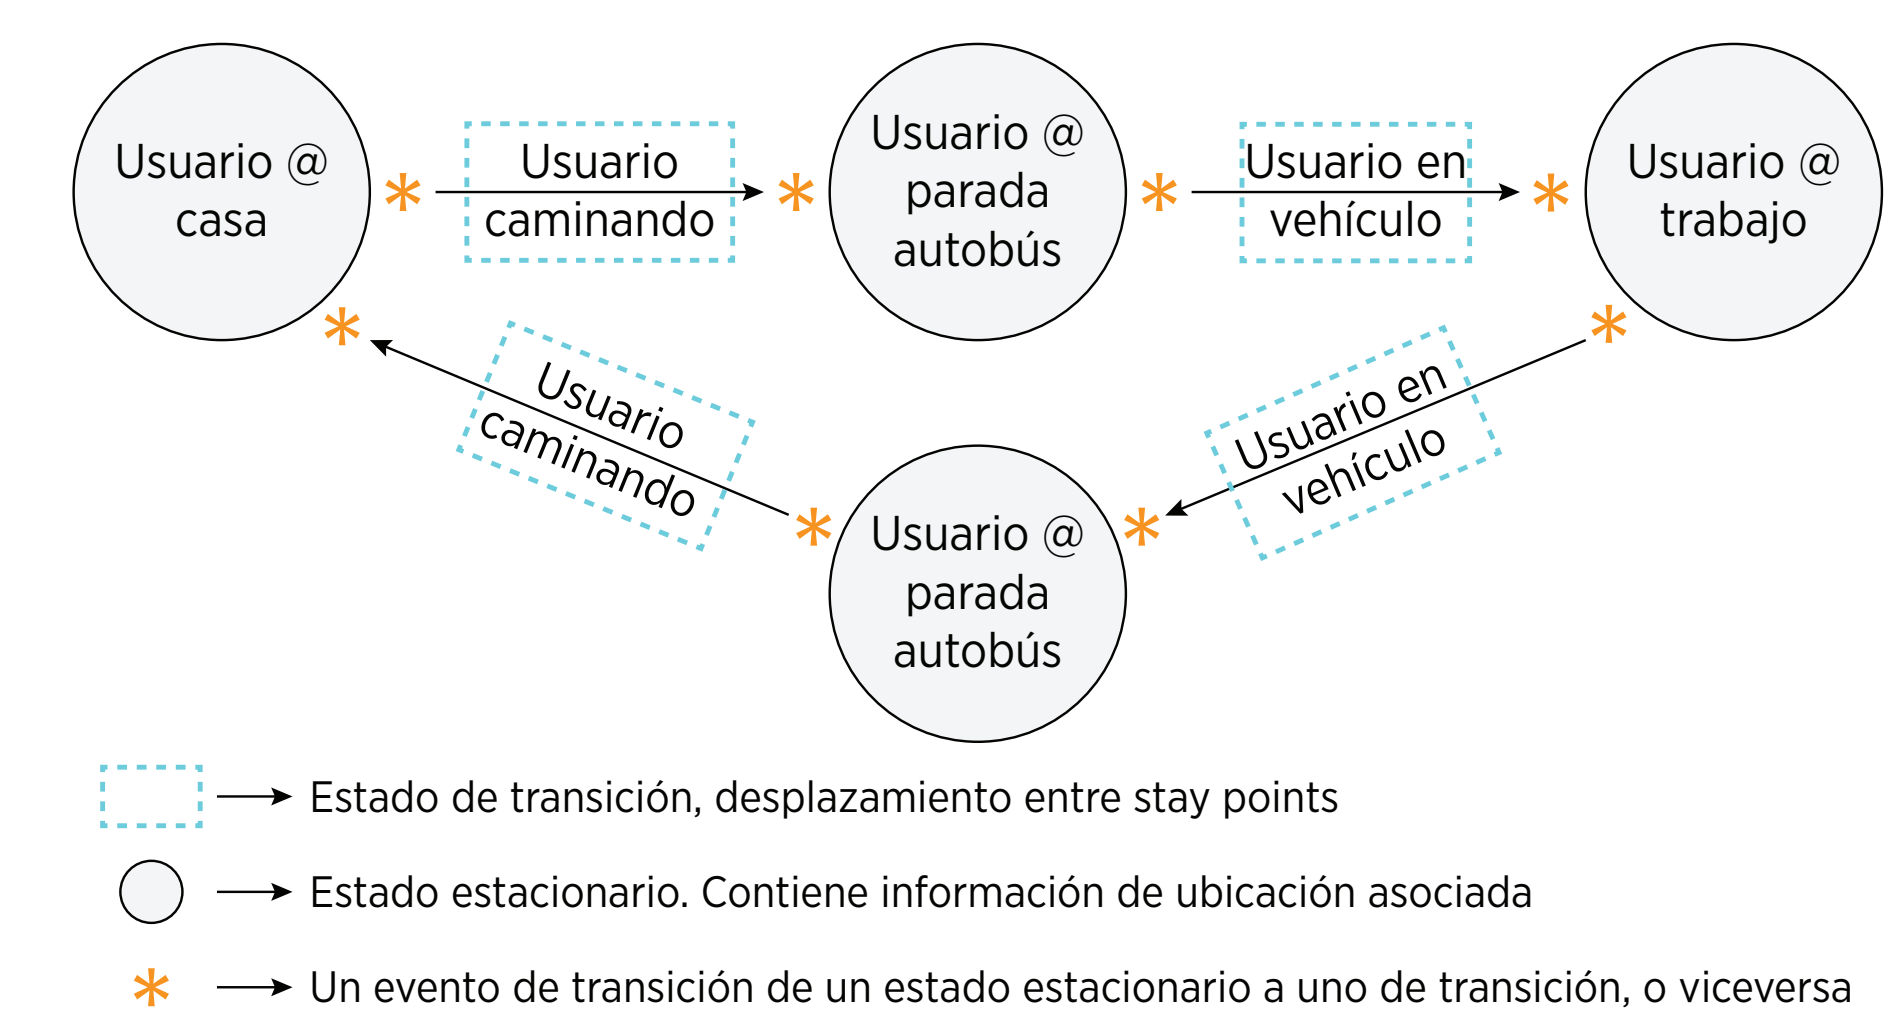 Usuario @
casa
Usuario
caminando
Usuario @
parada
autobús
Usuario en
vehículo
Usuario @
trabajo
Usuario
caminando
Usuario @
parada
autobús
Usuario en
vehículo
Estado de transición, desplazamiento entre stay points
Estado estacionario. Contiene información de ubicación asociada
Un evento de transición de un estado estacionario a uno de transición, o viceversa